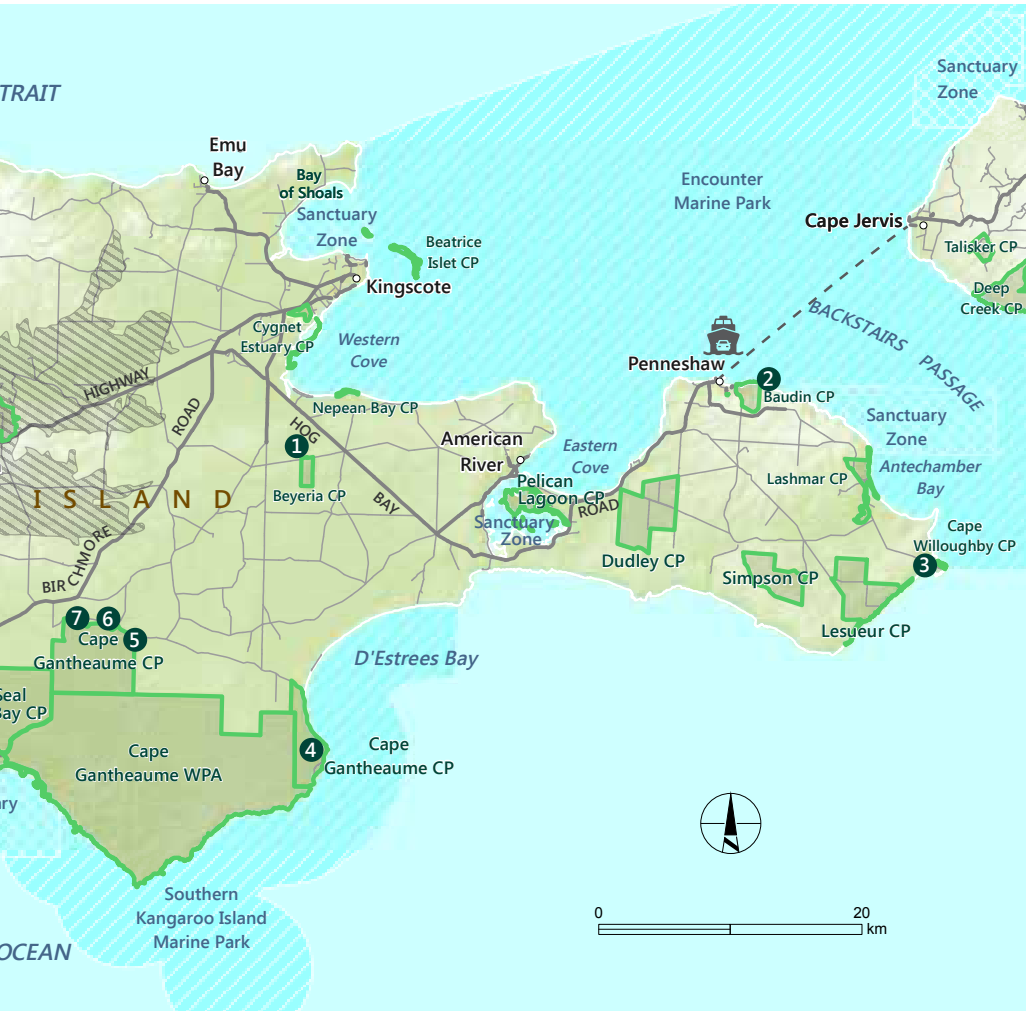 TRAIT
Sanctuary
Zone
Emu
Bay
Bay
of Shoals
Sanctuary
Zone
Encounter
Marine Park
Cape Jervis
Beatrice
Islet CP
Talisker CP
Kingscote
Deep
Creek CP
BACKSTAIRS PASSAGE
Cygnet
Estuary CP
Western
Cove
Penneshaw
HIGHWAY
2
Baudin CP
Nepean Bay CP
ROAD
Sanctuary
Zone
HOG
BAY
ROAD
1
American
River
Eastern
Cove
Antechamber
Bay
Lashmar CP
Pelican
Lagoon CP
Beyeria CP
ISLAND
Sanctuary
Zone
Cape
Willoughby CP
3
BIRCHMORE
Dudley CP
Simpson CP
Lesueur CP
7
6
5
Cape
Gantheaume CP
D'Estrees Bay
Seal
Bay CP
4
Cape
Gantheaume CP
Cape
Gantheaume WPA
ry
Southern
Kangaroo Island
Marine Park
0
20
km
OCEAN